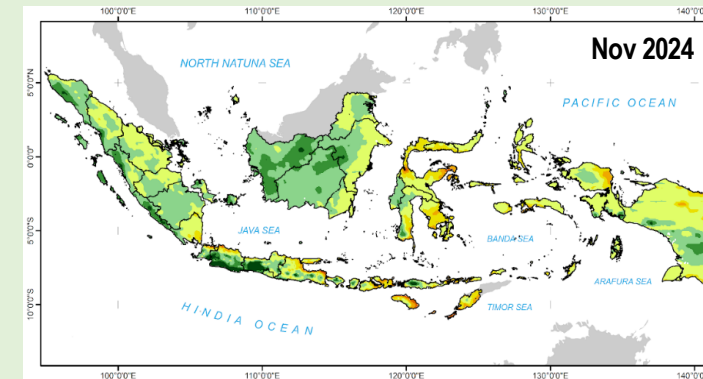 100°0'0"E 110°0'0"E 120°0'0"E 130°0'0"E 140°0'
Nov 2024
NORTH NATUNA SEA
PACIFIC OCEAN
5°0'0"N
0°0'0"
5°0'0"S
10°0'0"S
JAVA SEA
BANDA SEA
ARAFURA SEA
TIMOR SEA
HINDIA OCEAN
100°0'0"E 110°0'0"E 120°0'0"E 130°0'0"E 140°0'